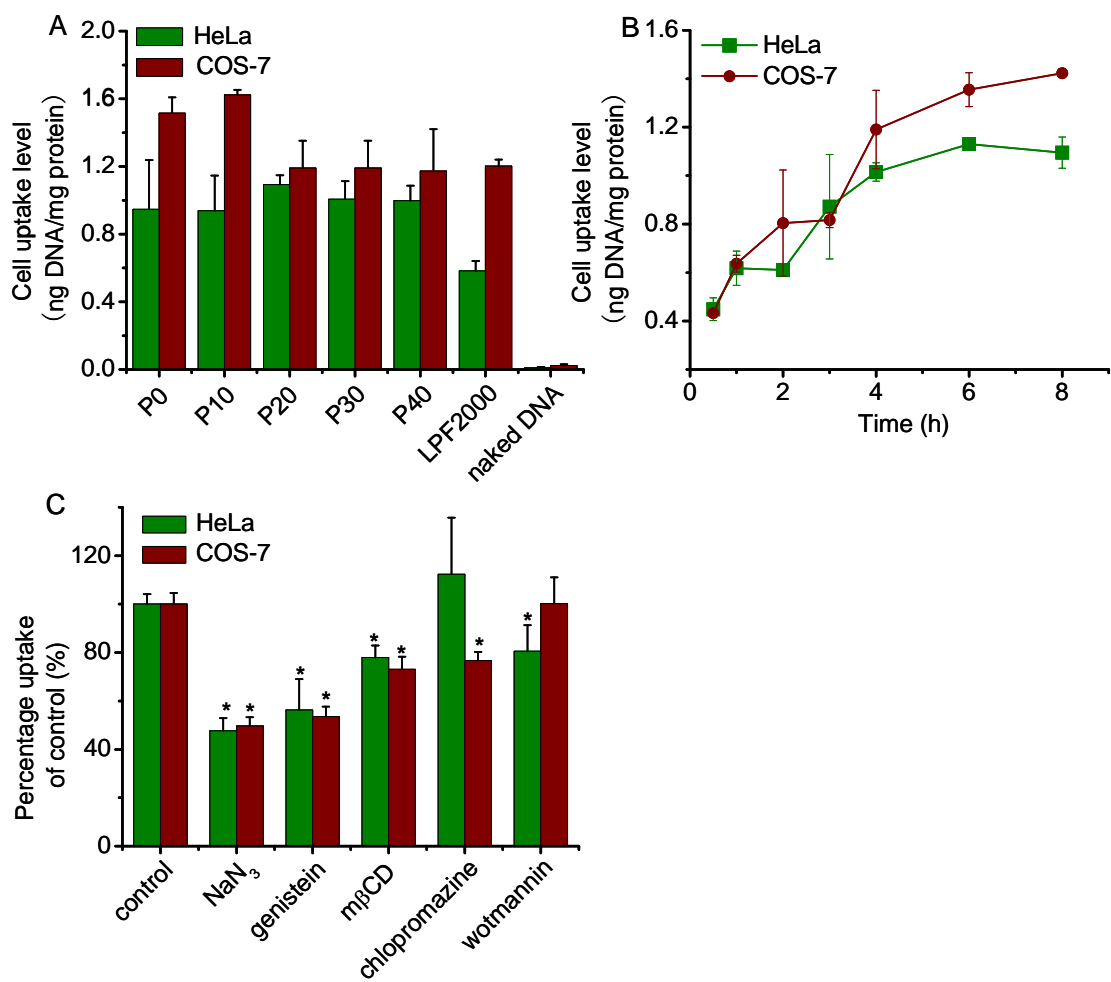 A
2.0
1.6
1.2
0.8
0.4
0.0
Cell uptake level
(ng DNA/mg protein)
HeLa
COS-7
P0
P10
P20
P30
P40
LPF2000
naked DNA
B
1.6
1.2
0.8
0.4
Cell uptake level
(ng DNA/mg protein)
HeLa
COS-7
0
2
4
6
8
Time (h)
C
120
80
40
0
Percentage uptake
of control (%)
HeLa
COS-7
* * * * * * * *
control
NaN3
genistein
mβCD
chlopromazine
wotmannin